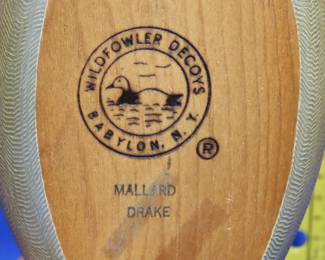 WILDFOWLER DECOYS
BABYLON, N.Y.
®
MALLARD
DRAKE